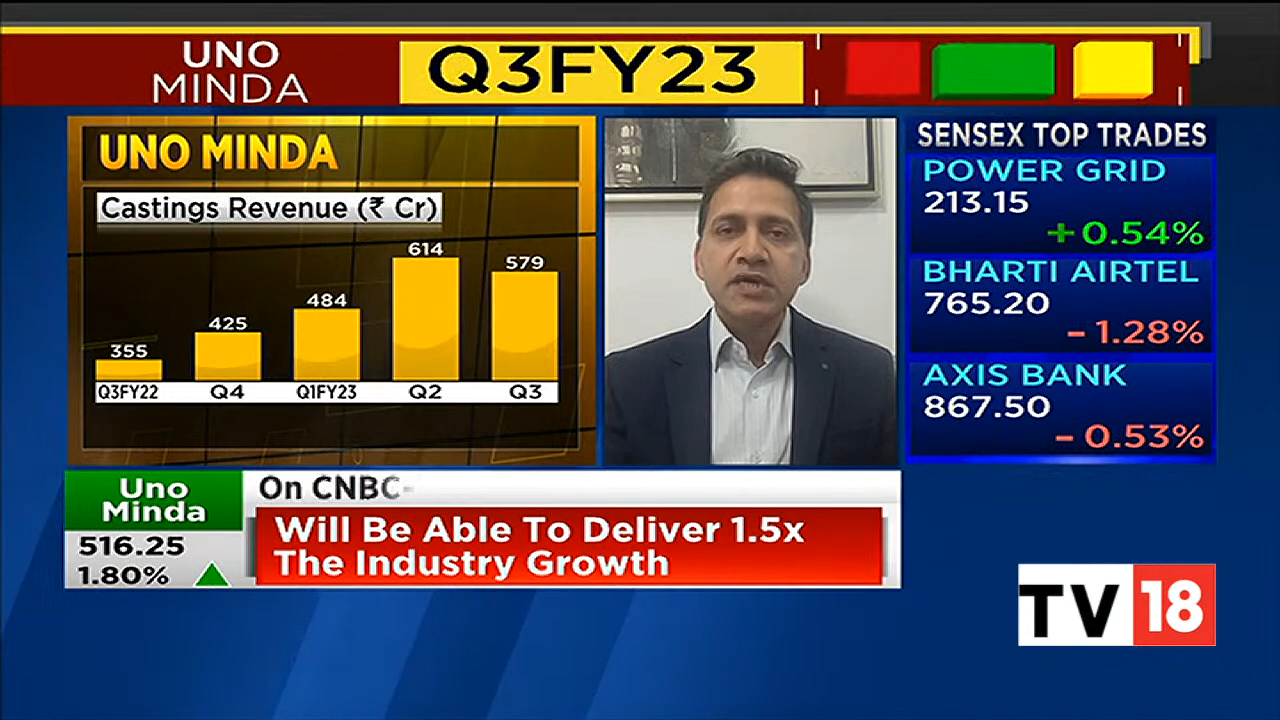 UNO
MINDA
Q3FY23
UNO MINDA
Castings Revenue (₹ Cr)
355
425
484
614
579
Q3FY22
Q4
Q1FY23
Q2
Q3
SENSEX TOP TRADES
POWER GRID
213.15
+0.54%
BHARTI AIRTEL
765.20
-1.28%
AXIS BANK
867.50
-0.53%
Uno
Minda
516.25
1.80%
On CNBC-
Will Be Able To Deliver 1.5x
The Industry Growth
TV18